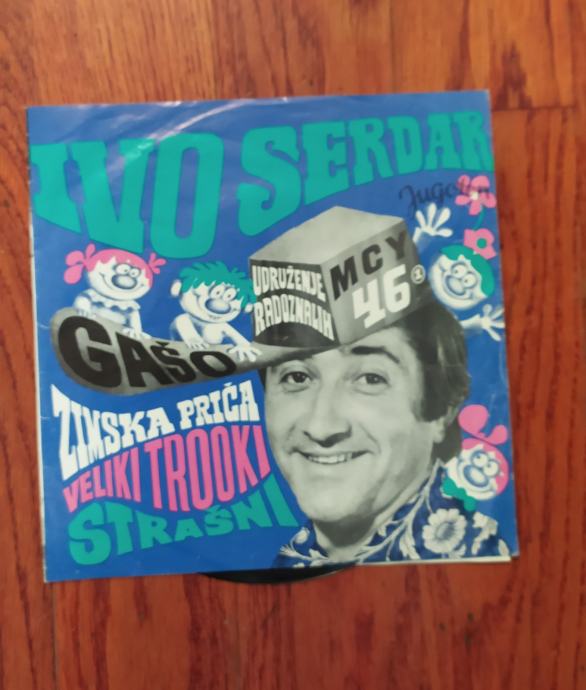 IVO SERDAR
Jugoton
UDRUŽENJE
RADOZNALIH
MCY
46
GAŠO
ZIMSKA PRIČA
VELIKI TROOKI
STRAŠNI